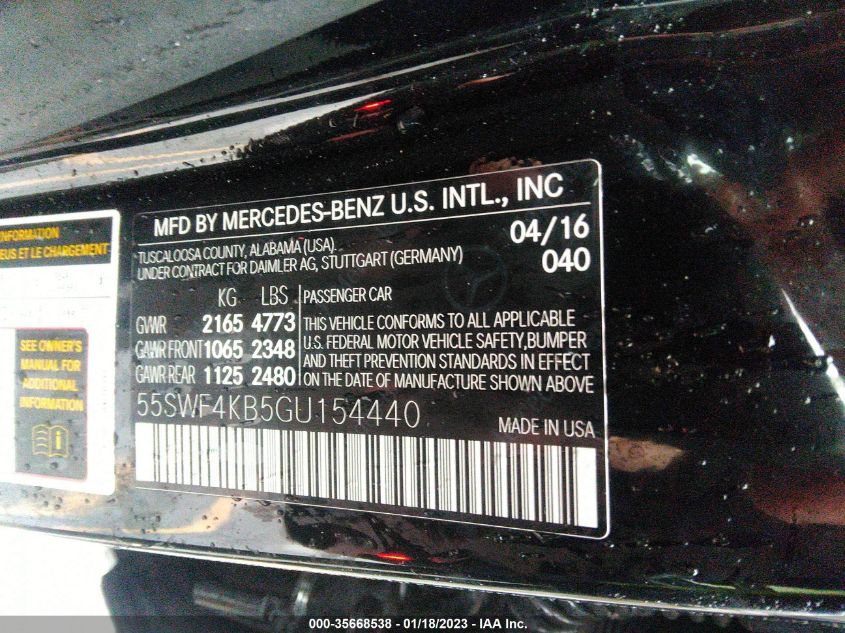 MFD BY MERCEDES-BENZ U.S. INTL., INC
TUSCALOOSA COUNTY, ALABAMA (USA)
UNDER CONTRACT FOR DAIMLER AG, STUTTGART (GERMANY)
04/16
040
KG LBS
GVWR 2165 4773
GAWR FRONT 1065 2348
GAWR REAR 1125 2480
PASSENGER CAR
THIS VEHICLE CONFORMS TO ALL APPLICABLE
U.S. FEDERAL MOTOR VEHICLE SAFETY, BUMPER
AND THEFT PREVENTION STANDARDS IN EFFECT
ON THE DATE OF MANUFACTURE SHOWN ABOVE
55SWF4KB5GU154440
MADE IN USA
INFORMATION
EUS ET LE CHARGEMENT
SEE OWNER'S
MANUAL FOR
ADDITIONAL
INFORMATION
000-35668538 - 01/18/2023 - IAA Inc.